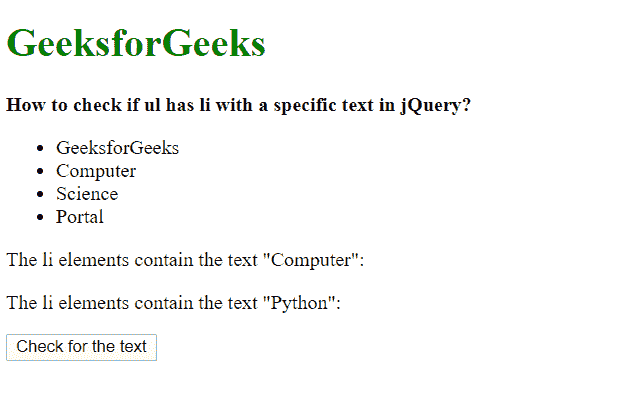 GeeksforGeeks
How to check if ul has li with a specific text in jQuery?
• GeeksforGeeks
• Computer
• Science
• Portal
The li elements contain the text "Computer":
The li elements contain the text "Python":
Check for the text